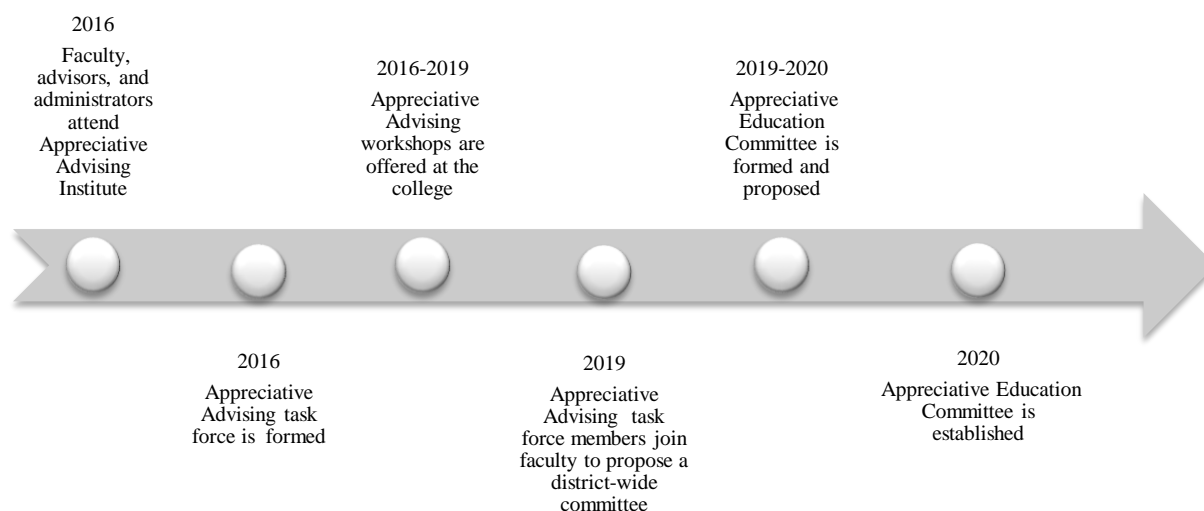 2016
Faculty,
advisors, and
administrators
attend
Appreciative
Advising
Institute
2016
Appreciative
Advising task
force is formed
2016-2019
Appreciative
Advising
workshops are
offered at the
college
2019
Appreciative
Advising task
force members join
faculty to propose a
district-wide
committee
2019-2020
Appreciative
Education
Committee is
formed and
proposed
2020
Appreciative Education
Committee is
established